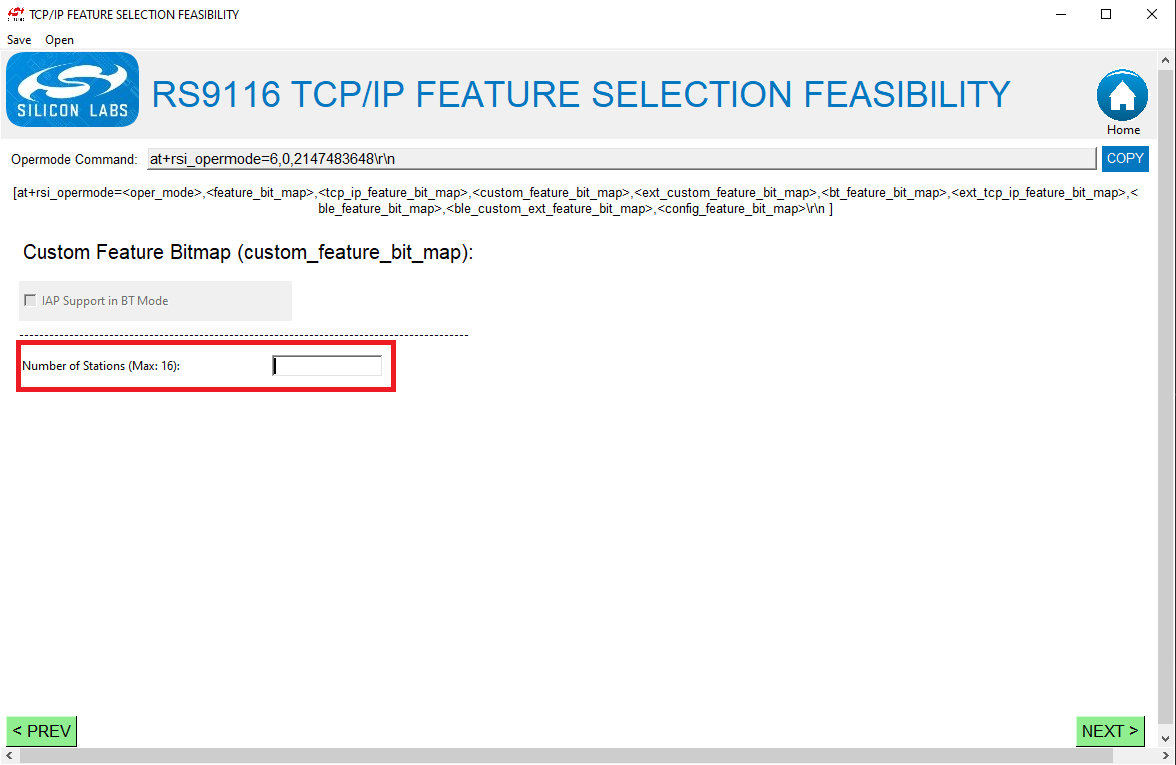 TCP/IP FEATURE SELECTION FEASIBILITY
Save Open
SILICON LABS
RS9116 TCP/IP FEATURE SELECTION FEASIBILITY
Home
Opermode Command: at+rsi_opermode=6,0,2147483648\r\n COPY
[at+rsi_opermode=<oper_mode>,<feature_bit_map>,<tcp_ip_feature_bit_map>,<custom_feature_bit_map>,<ext_custom_feature_bit_map>,<bt_feature_bit_map>,<ext_tcp_ip_feature_bit_map>,<
ble_feature_bit_map>,<ble_custom_ext_feature_bit_map>,<config_feature_bit_map>\r\n ]
Custom Feature Bitmap (custom_feature_bit_map):
IAP Support in BT Mode
Number of Stations (Max: 16):
< PREV NEXT >